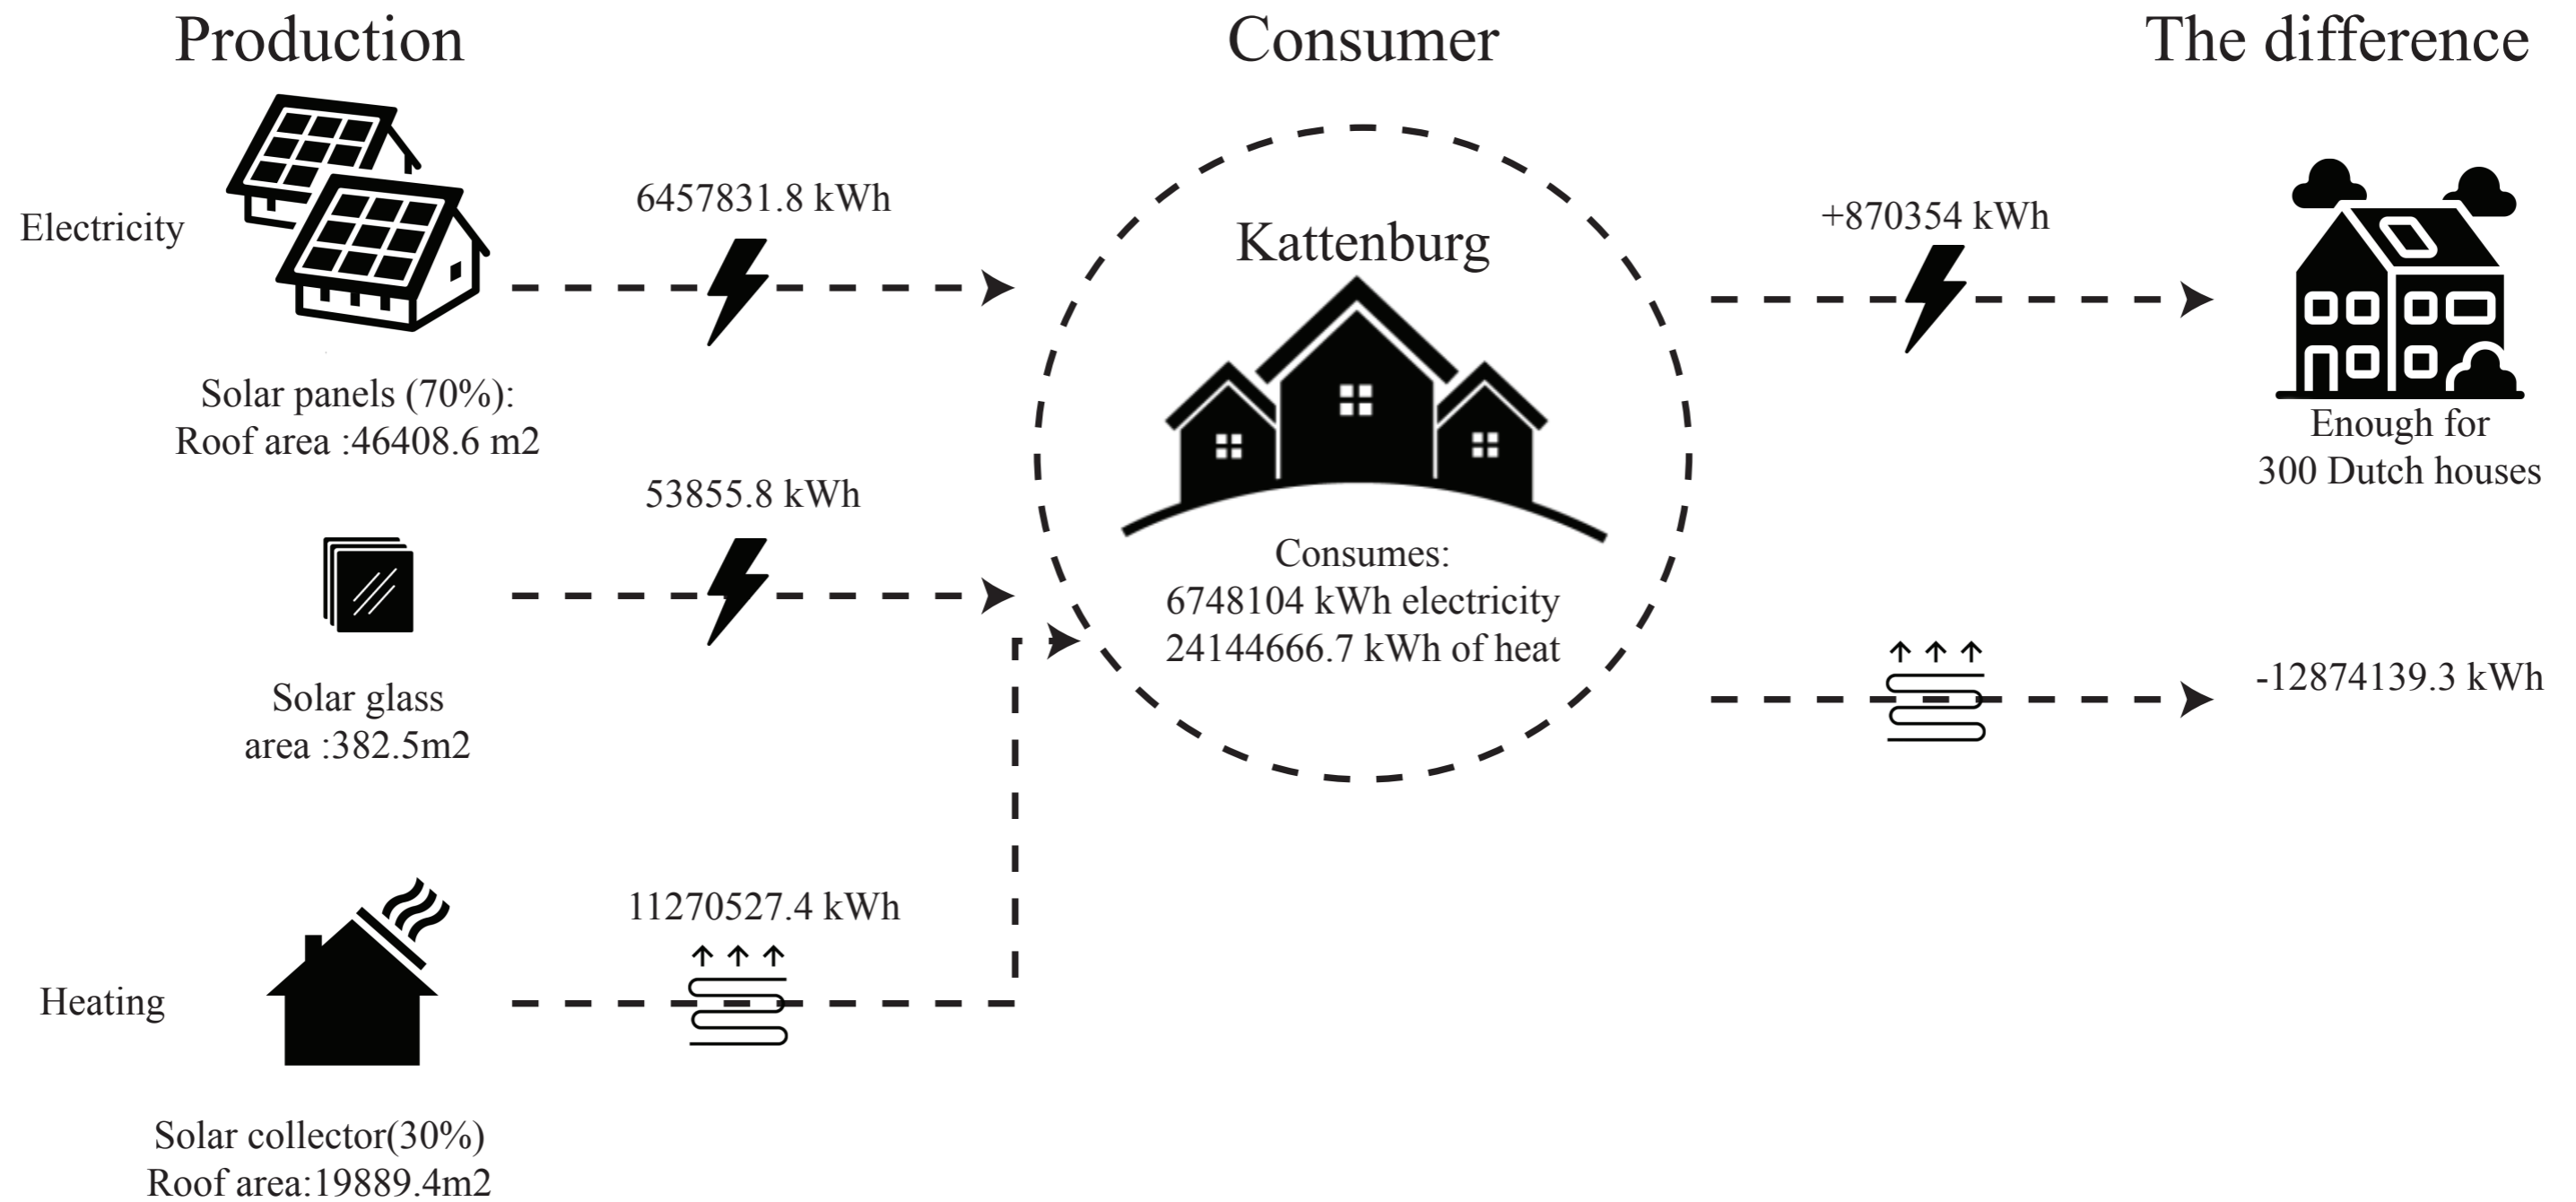 Production
Consumer
The difference
Electricity
6457831.8 kWh
Solar panels (70%):
Roof area :46408.6 m2
53855.8 kWh
Solar glass
area :382.5m2
Heating
11270527.4 kWh
Solar collector(30%)
Roof area:19889.4m2
Kattenburg
Consumes:
6748104 kWh electricity
24144666.7 kWh of heat
+870354 kWh
Enough for
300 Dutch houses
-12874139.3 kWh